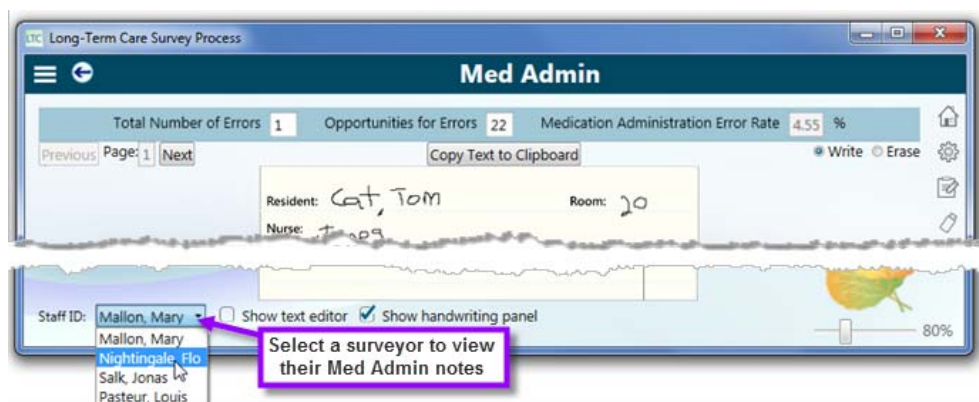 LTC Long-Term Care Survey Process
Med Admin
Total Number of Errors 1 Opportunities for Errors 22 Medication Administration Error Rate 4.55 %
Previous Page: 1 Next Copy Text to Clipboard Write Erase
Resident: Cat, Tom Room: 20
Nurse:
Staff ID: Mallon, Mary Show text editor Show handwriting panel
80%
Mallon, Mary
Nightingale, Flo
Salk, Jonas
Pasteur, Louis
Select a surveyor to view
their Med Admin notes